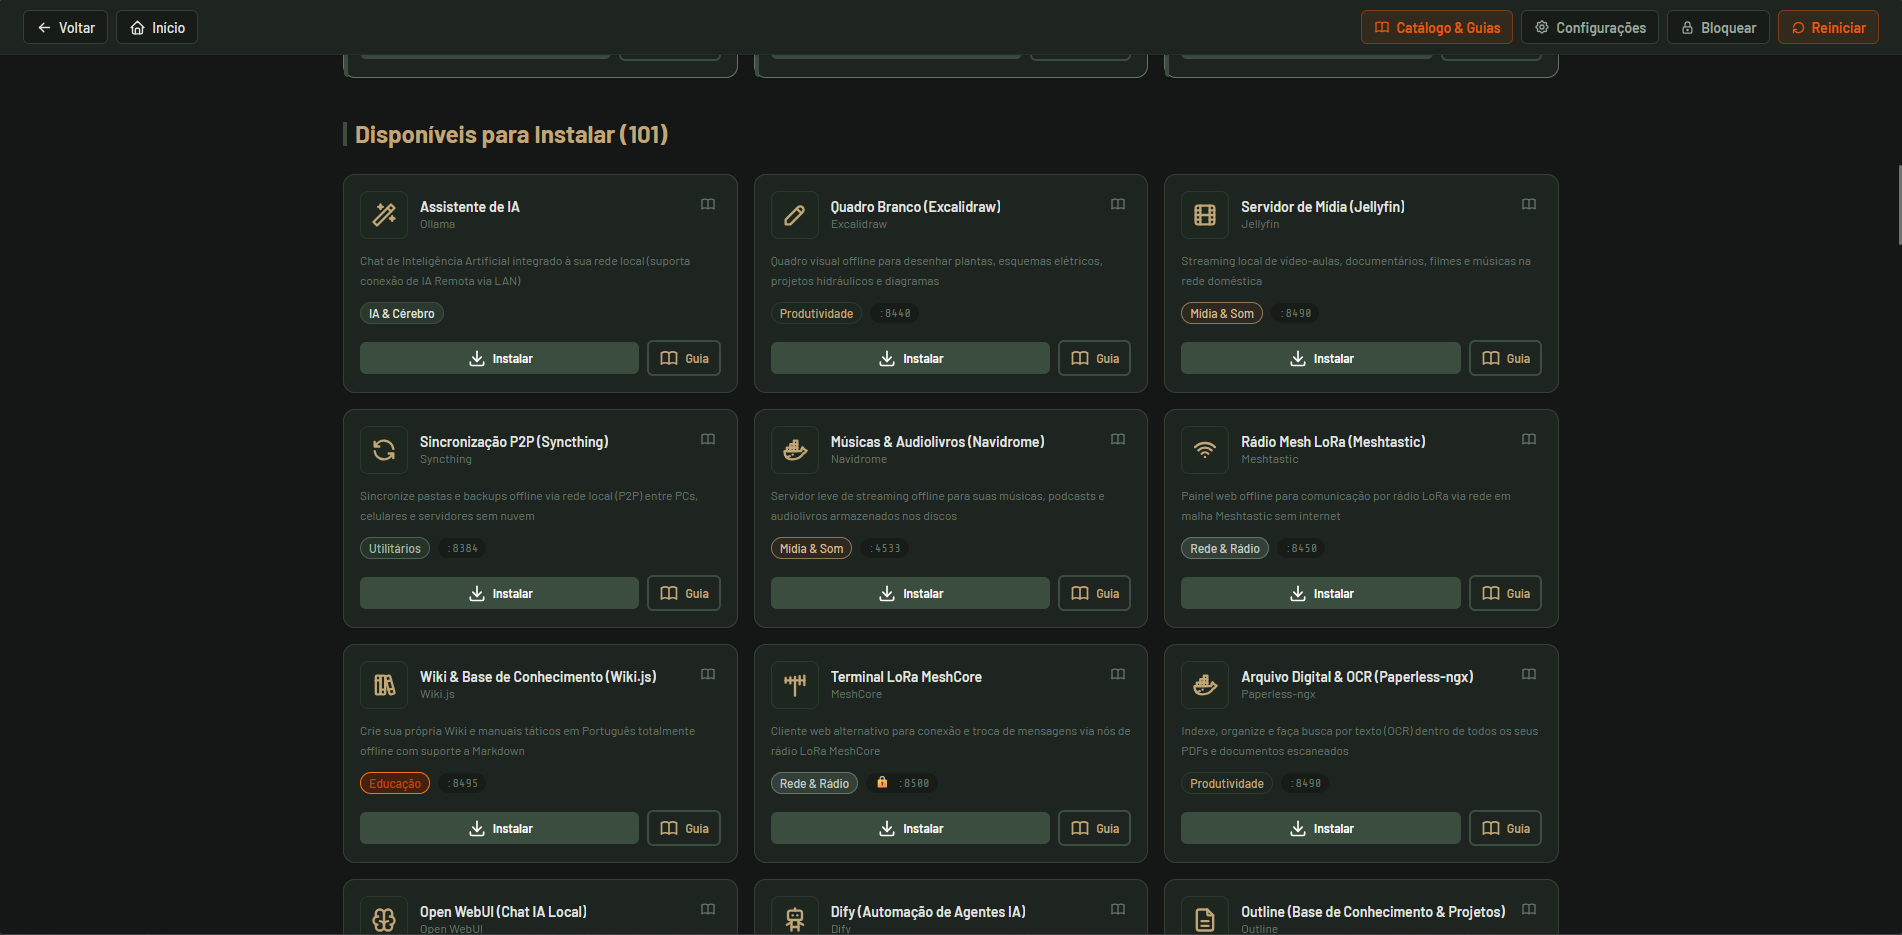 Voltar
Início
Catálogo & Guias
Configurações
Bloquear
Reiniciar
Disponíveis para Instalar (101)
Assistente de IA
Ollama
Chat de Inteligência Artificial integrado à sua rede local (suporta
conexão de IA Remota via LAN)
IA & Cérebro
Instalar
Guia
Quadro Branco (Excalidraw)
Excalidraw
Quadro visual offline para desenhar plantas, esquemas elétricos,
projetos hidráulicos e diagramas
Produtividade
:8440
Instalar
Guia
Servidor de Mídia (Jellyfin)
Jellyfin
Streaming local de vídeo-aulas, documentários, filmes e músicas na
rede doméstica
Mídia & Som
:8490
Instalar
Guia
Sincronização P2P (Syncthing)
Syncthing
Sincronize pastas e backups offline via rede local (P2P) entre PCs,
celulares e servidores sem nuvem
Utilitários
:8384
Instalar
Guia
Músicas & Audiolivros (Navidrome)
Navidrome
Servidor leve de streaming offline para suas músicas, podcasts e
audiolivros armazenados nos discos
Mídia & Som
:4533
Instalar
Guia
Rádio Mesh LoRa (Meshtastic)
Meshtastic
Painel web offline para comunicação por rádio LoRa via rede em
malha Meshtastic sem internet
Rede & Rádio
:8450
Instalar
Guia
Wiki & Base de Conhecimento (Wiki.js)
Wiki.js
Crie sua própria Wiki e manuais táticos em Português totalmente
offline com suporte a Markdown
Educação
:8495
Instalar
Guia
Terminal LoRa MeshCore
MeshCore
Cliente web alternativo para conexão e troca de mensagens via nós de
rádio LoRa MeshCore
Rede & Rádio
:8500
Instalar
Guia
Arquivo Digital & OCR (Paperless-ngx)
Paperless-ngx
Indexe, organize e faça busca por texto (OCR) dentro de todos os seus
PDFs e documentos escaneados
Produtividade
:8490
Instalar
Guia
Open WebUI (Chat IA Local)
Open WebUI
Dify (Automação de Agentes IA)
Dify
Outline (Base de Conhecimento & Projetos)
Outline